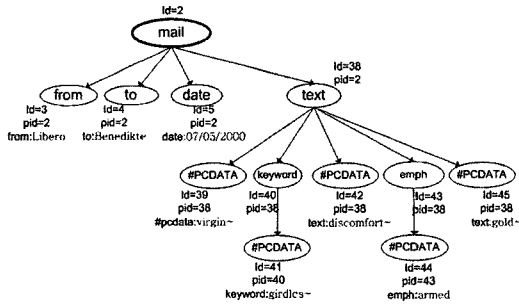 Id=2
mail
Id=38
pid=2
from
to
date
text
Id=3
pid=2
from:Libero
Id=4
pid=2
to:Benedikte
Id=5
pid=2
date:07/05/2000
#PCDATA
keyword
#PCDATA
emph
#PCDATA
Id=39
pid=38
#pcdata:virgin~
Id=40
pid=38
Id=42
pid=38
text:discomfort~
Id=43
pid=38
Id=45
pid=38
text:gold~
#PCDATA
#PCDATA
Id=41
pid=40
keyword:girdles~
Id=44
pid=43
emph:armed